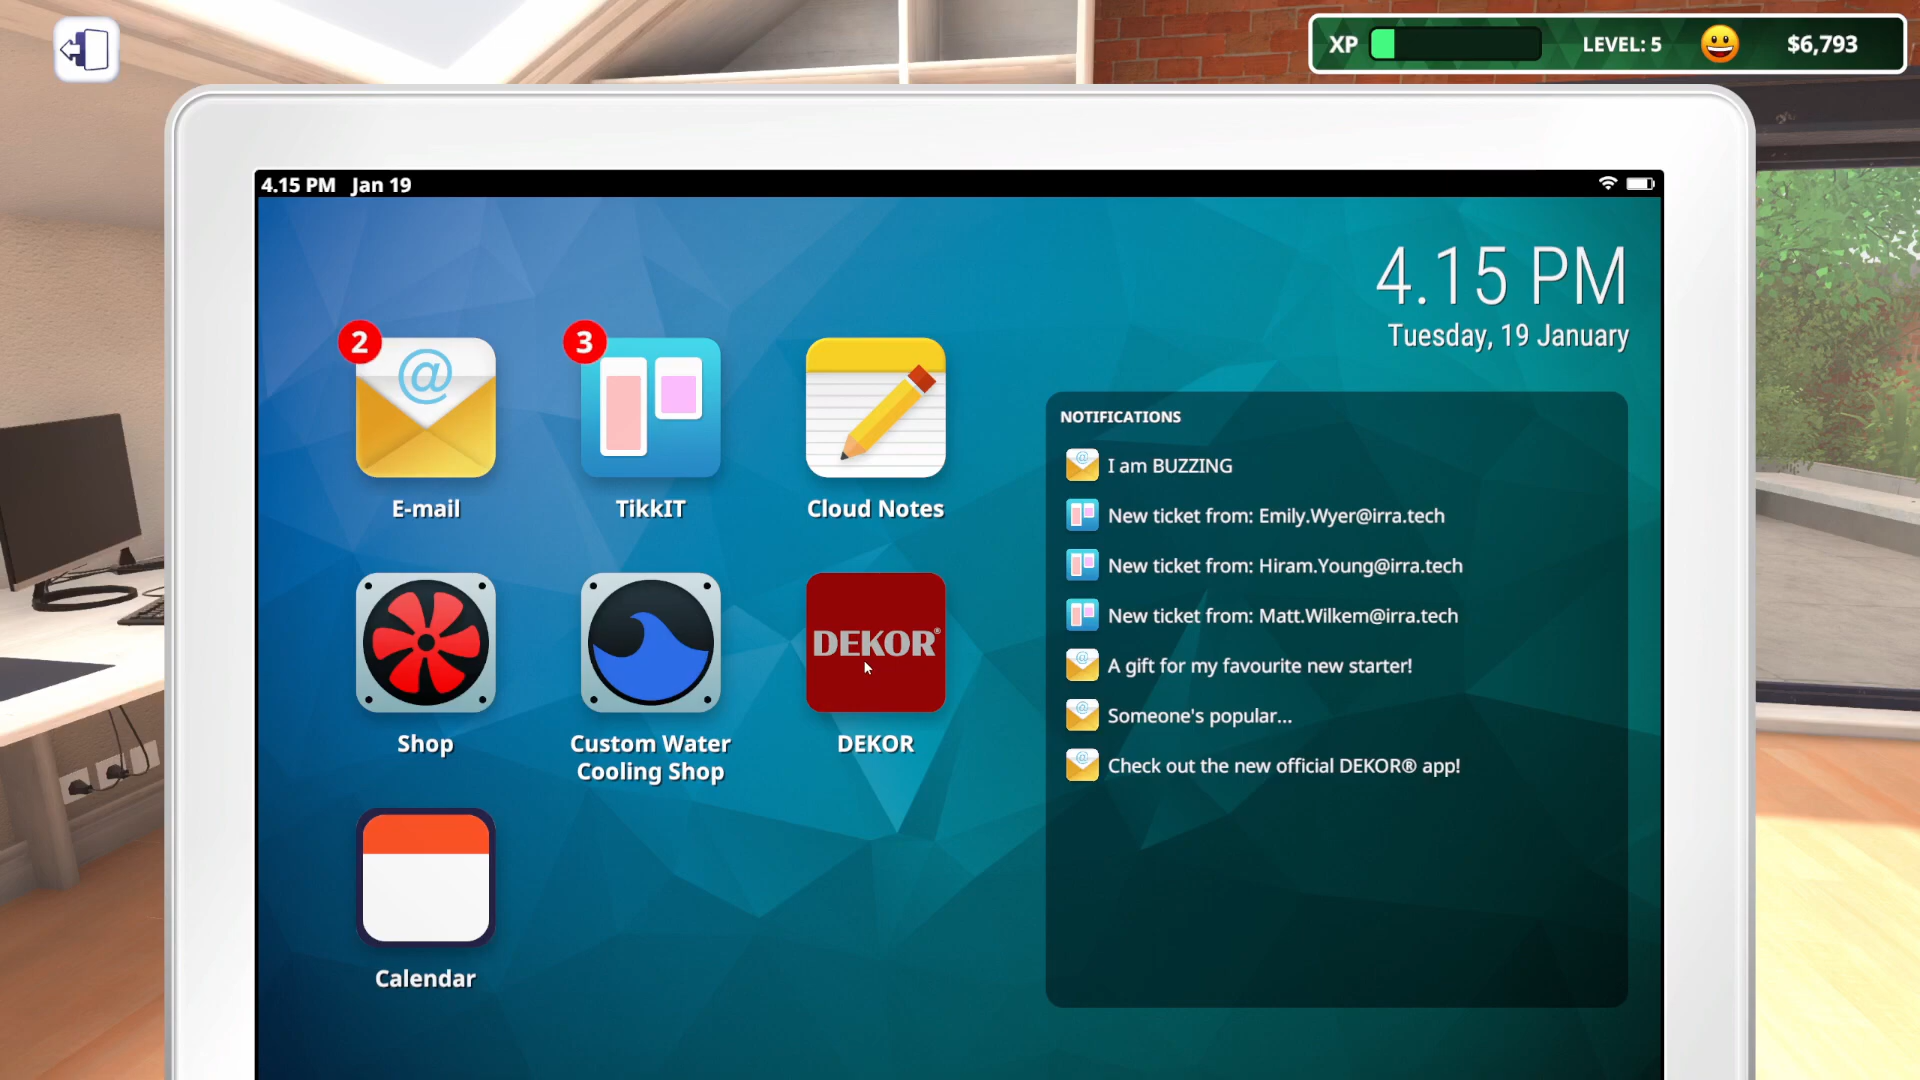 XP
LEVEL: 5
$6,793
4.15 PM Jan 19
4.15 PM
Tuesday, 19 January
2
3
@
E-mail
TikkIT
Cloud Notes
DEKOR®
Shop
Custom Water
Cooling Shop
DEKOR
Calendar
NOTIFICATIONS
I am BUZZING
New ticket from: Emily.Wyer@irra.tech
New ticket from: Hiram.Young@irra.tech
New ticket from: Matt.Wilkem@irra.tech
A gift for my favourite new starter!
Someone's popular...
Check out the new official DEKOR® app!